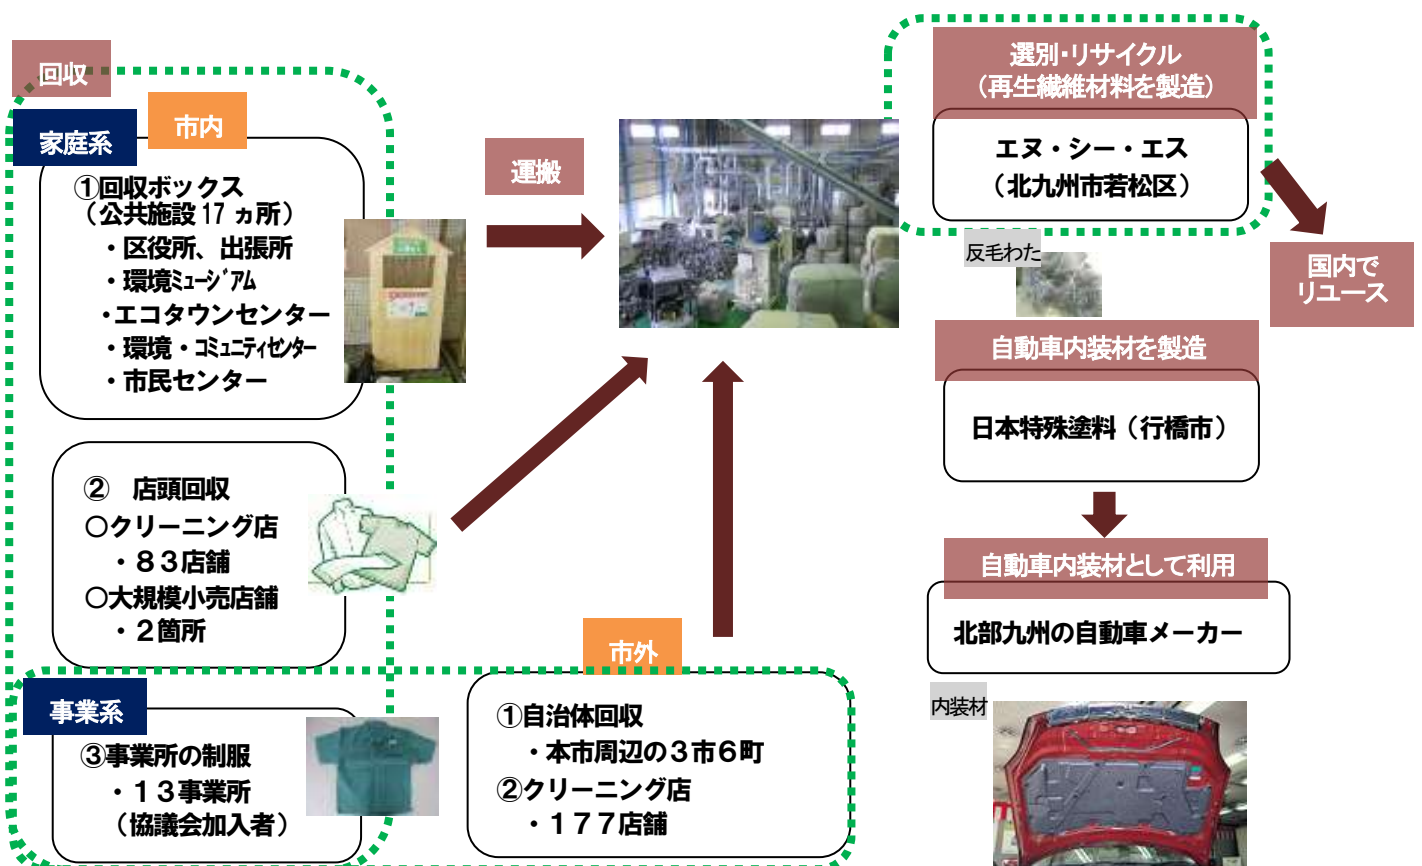 回収
市内
家庭系
①回収ボックス
（公共施設17ヵ所）
・区役所、出張所
・環境ﾐｭｰｼﾞｱﾑ
・エコタウンセンター
・環境・ｺﾐｭﾆﾃｨｾﾝﾀｰ
・市民センター
② 店頭回収
〇クリーニング店
・８３店舗
〇大規模小売店舗
・２箇所
事業系
③事業所の制服
・１３事業所
（協議会加入者）
運搬
市外
①自治体回収
・本市周辺の３市６町
②クリーニング店
・１７７店舗
選別・リサイクル
（再生繊維材料を製造）
エヌ・シー・エス
（北九州市若松区）
国内で
リユース
反毛わた
自動車内装材を製造
日本特殊塗料（行橋市）
自動車内装材として利用
北部九州の自動車メーカー
内装材